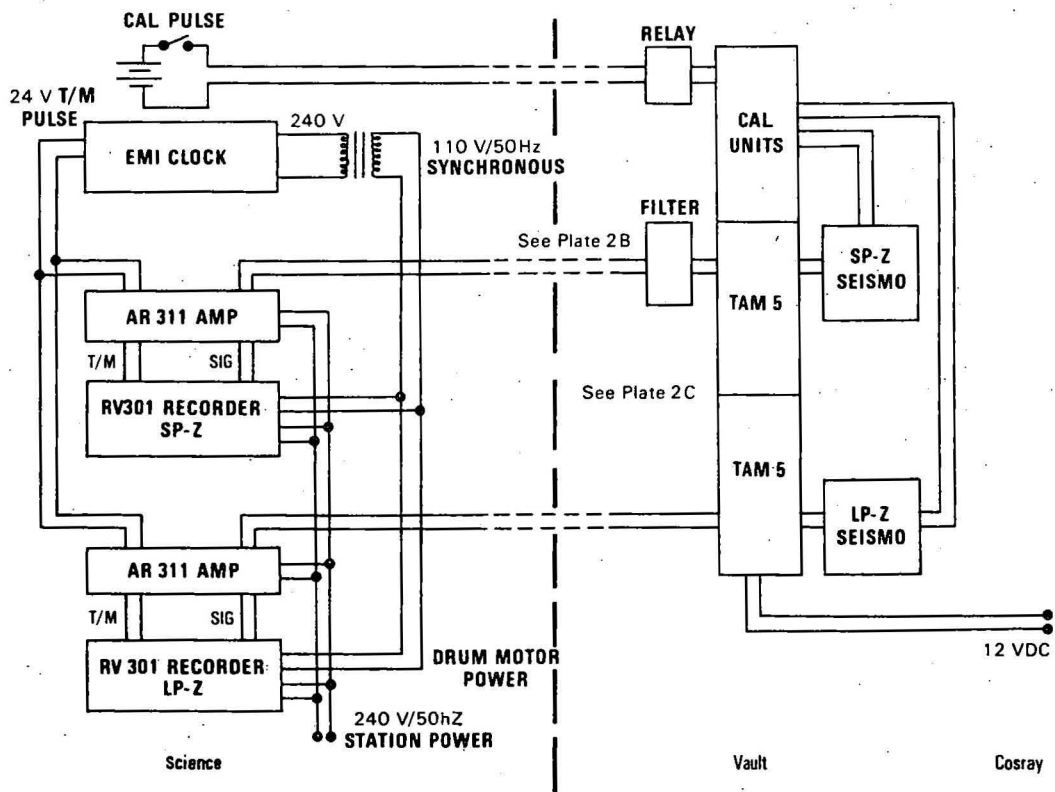 CAL PULSE
RELAY
24 V T/M
PULSE
240 V
EMI CLOCK
110 V/50Hz
SYNCHRONOUS
CAL
UNITS
FILTER
See Plate 2B
SP-Z
SEISMO
AR 311 AMP
TAM 5
T/M
SIG
RV301 RECORDER
SP-Z
See Plate 2C
TAM 5
LP-Z
SEISMO
AR 311 AMP
T/M
SIG
12 VDC
RV 301 RECORDER
LP-Z
DRUM MOTOR
POWER
240 V/50hZ
STATION POWER
Science
Vault
Cosray